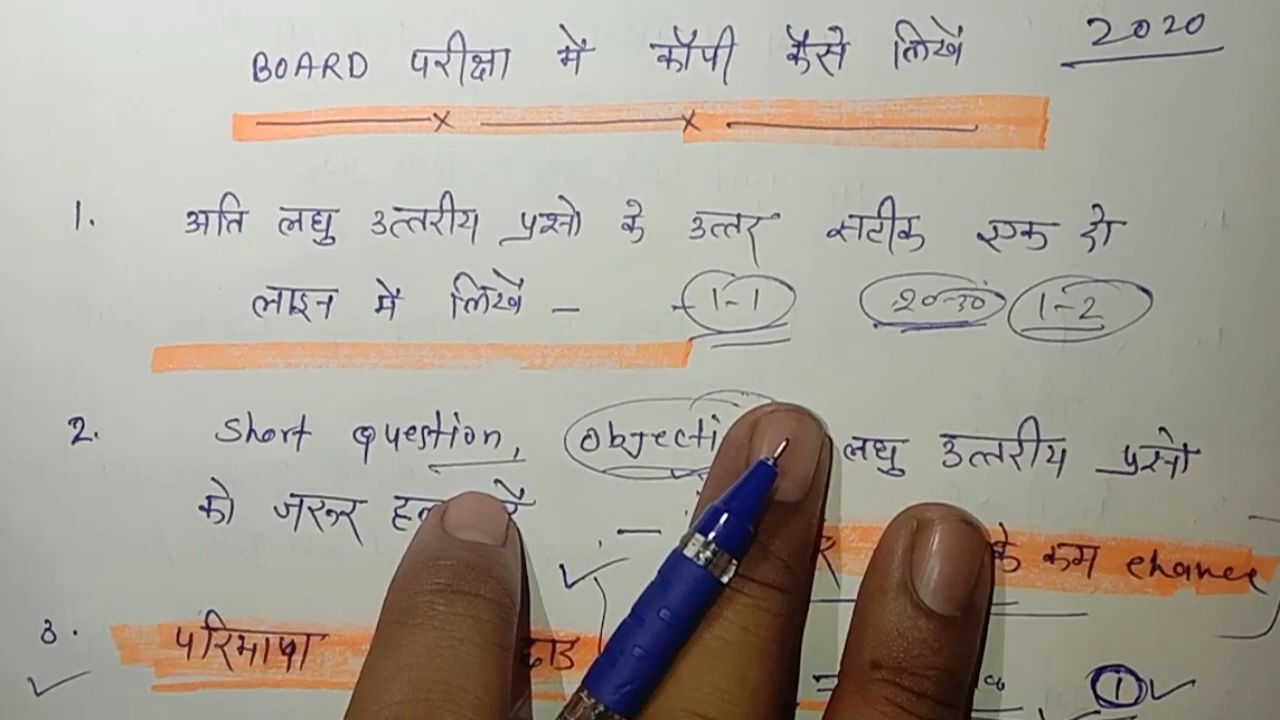 BOARD परीक्षा में कॉपी कैसे लिखें 2020
1. अति लघु उत्तरीय प्रश्नो के उत्तर सटीक एक ही
लाइन में लिखें - 1-1 20-30 1-2
2. Short question, objecti लघु उत्तरीय प्रश्नो
को जरूर
के कम chance
3. परिभाषा
1